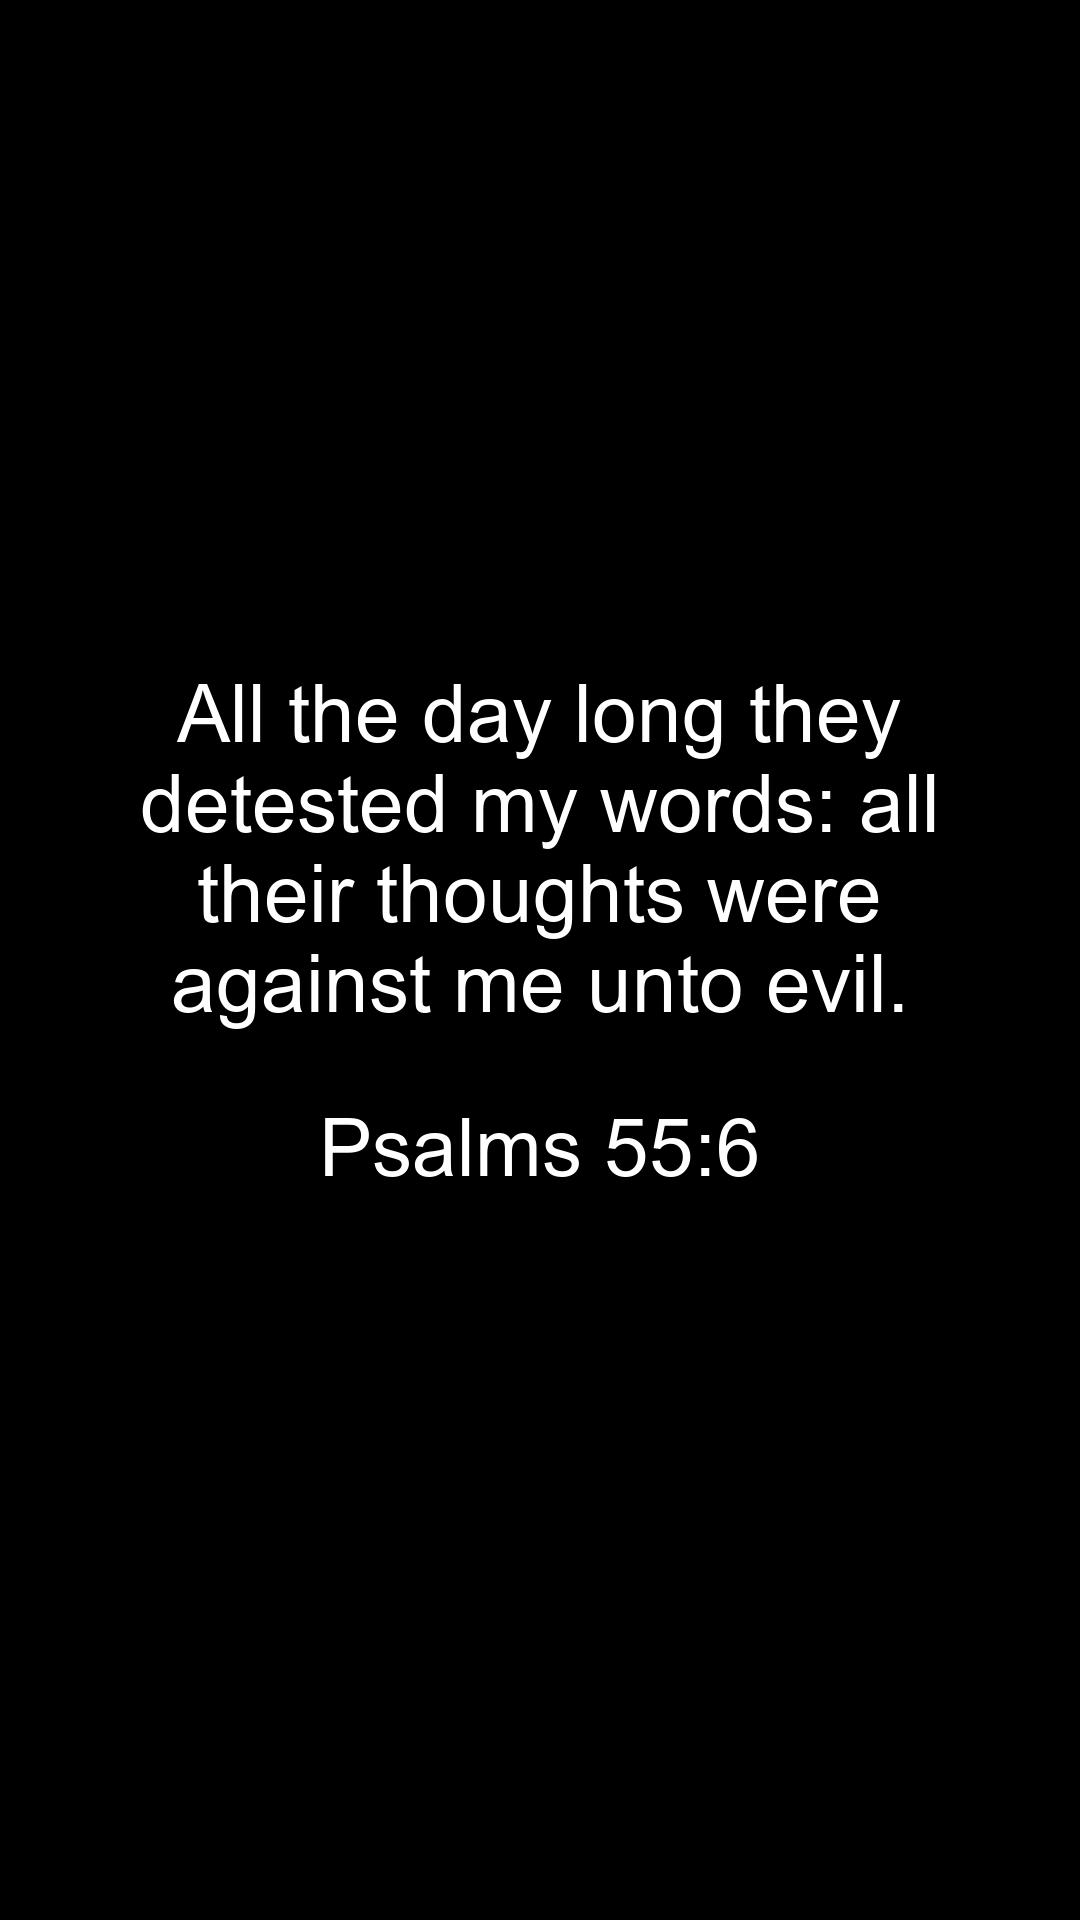 All the day long they
detested my words: all
their thoughts were
against me unto evil.
Psalms 55:6